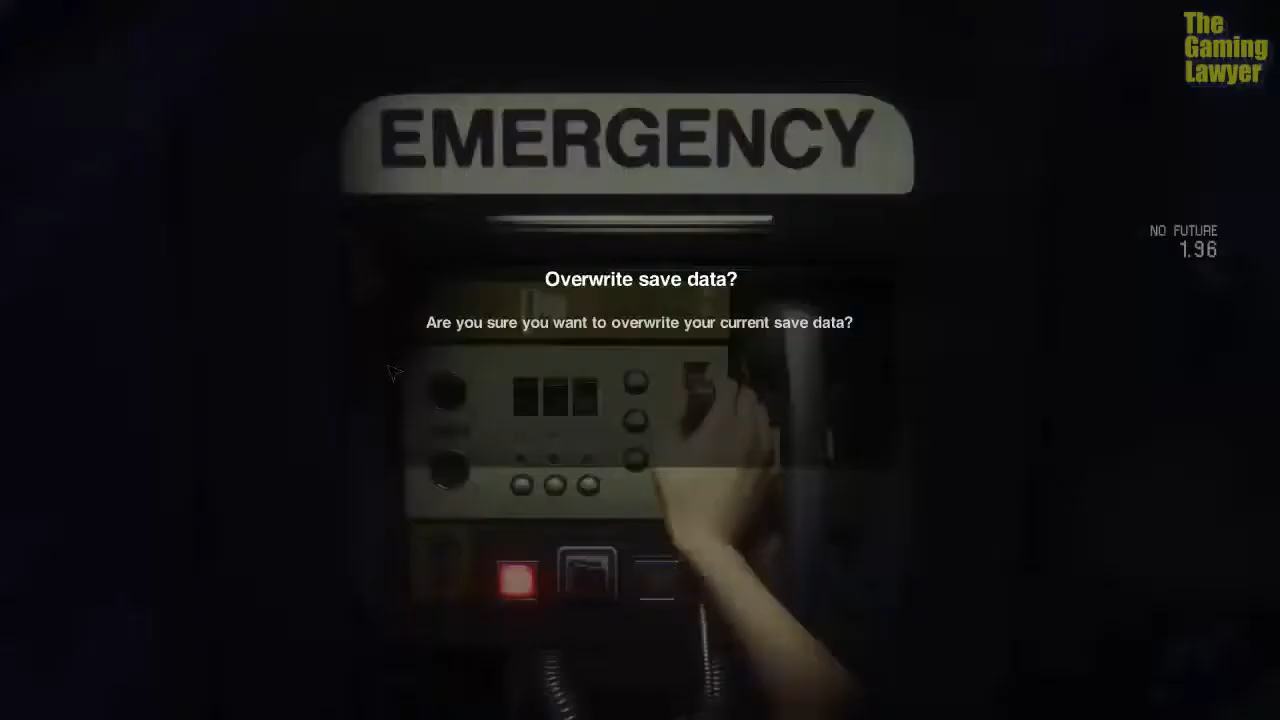 The
Gaming
Lawyer
EMERGENCY
NO FUTURE
1.96
Overwrite save data?
Are you sure you want to overwrite your current save data?